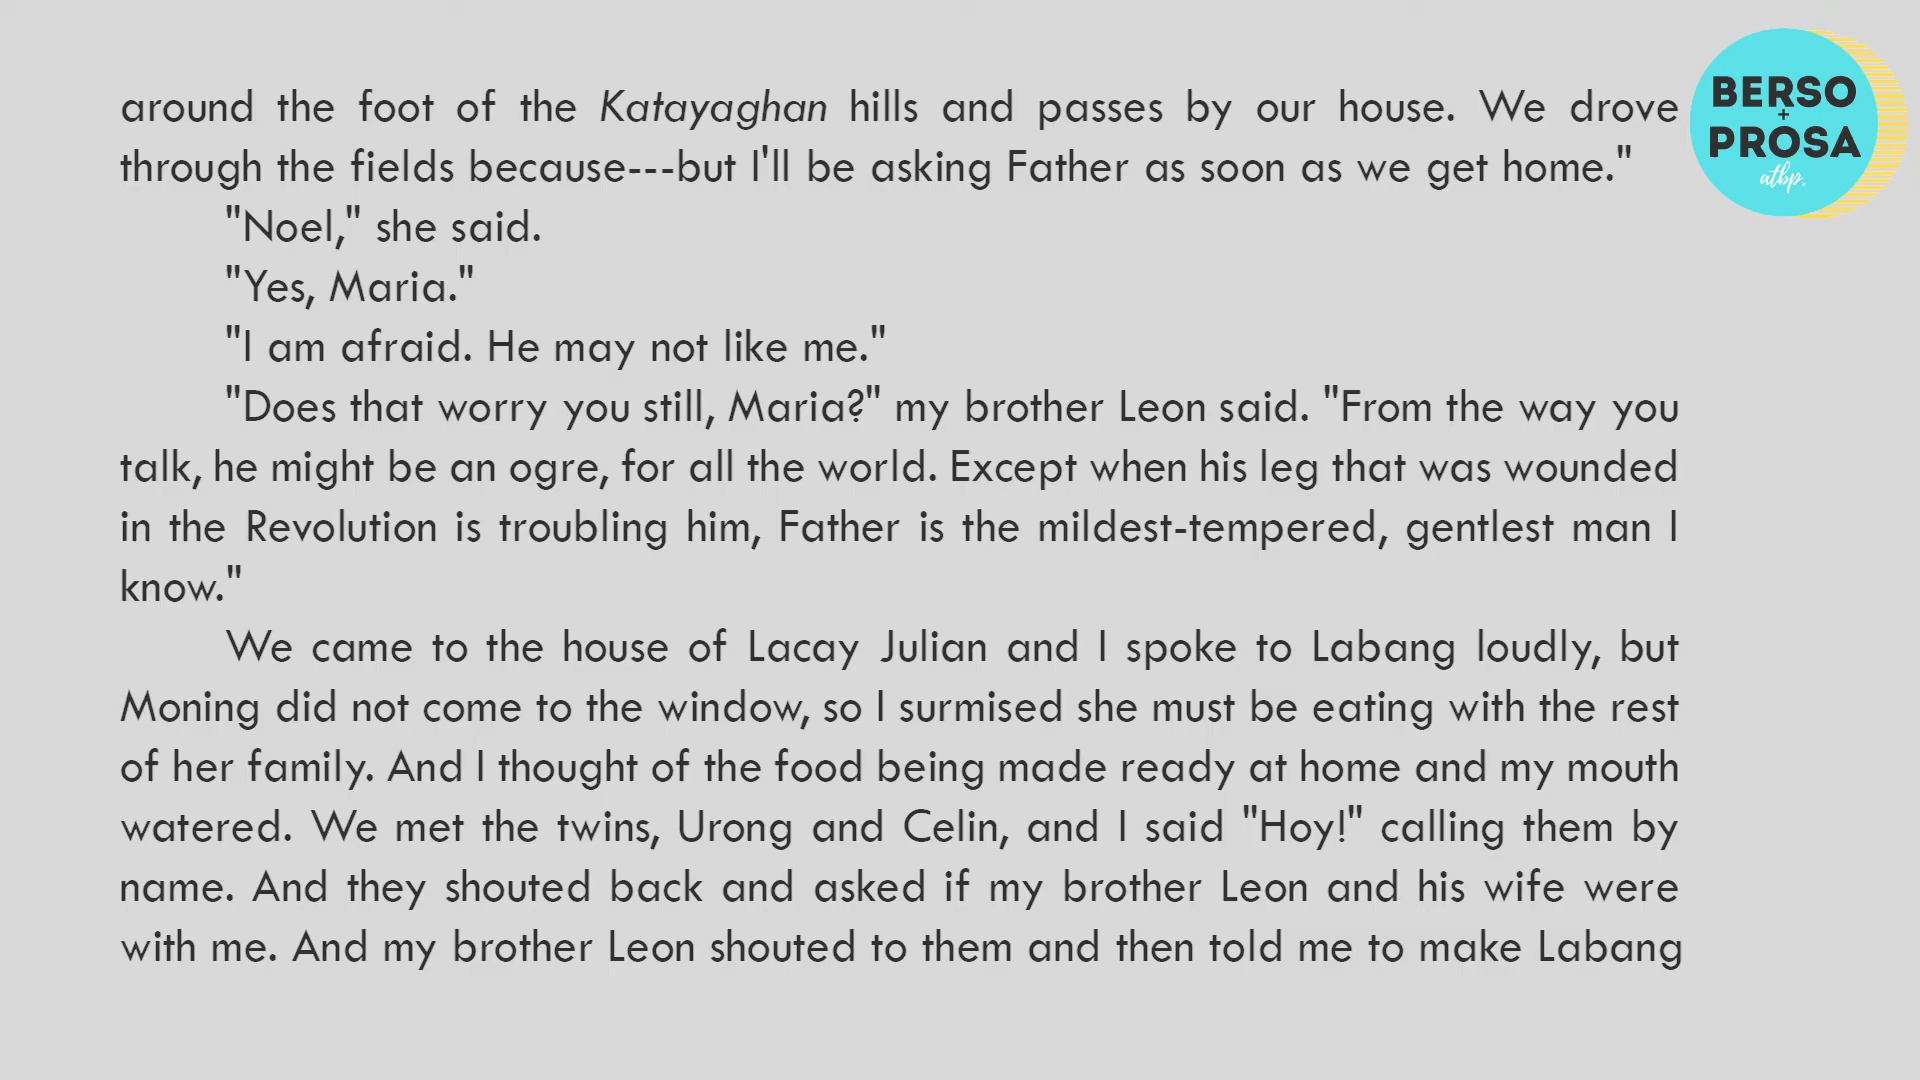 around the foot of the Katayaghan hills and passes by our house. We drove
through the fields because---but I'll be asking Father as soon as we get home."
"Noel," she said.
"Yes, Maria."
"I am afraid. He may not like me."
"Does that worry you still, Maria?" my brother Leon said. "From the way you
talk, he might be an ogre, for all the world. Except when his leg that was wounded
in the Revolution is troubling him, Father is the mildest-tempered, gentlest man I
know."
We came to the house of Lacay Julian and I spoke to Labang loudly, but
Moning did not come to the window, so I surmised she must be eating with the rest
of her family. And I thought of the food being made ready at home and my mouth
watered. We met the twins, Urong and Celin, and I said "Hoy!" calling them by
name. And they shouted back and asked if my brother Leon and his wife were
with me. And my brother Leon shouted to them and then told me to make Labang
BERSO
+
PROSA
atbp.